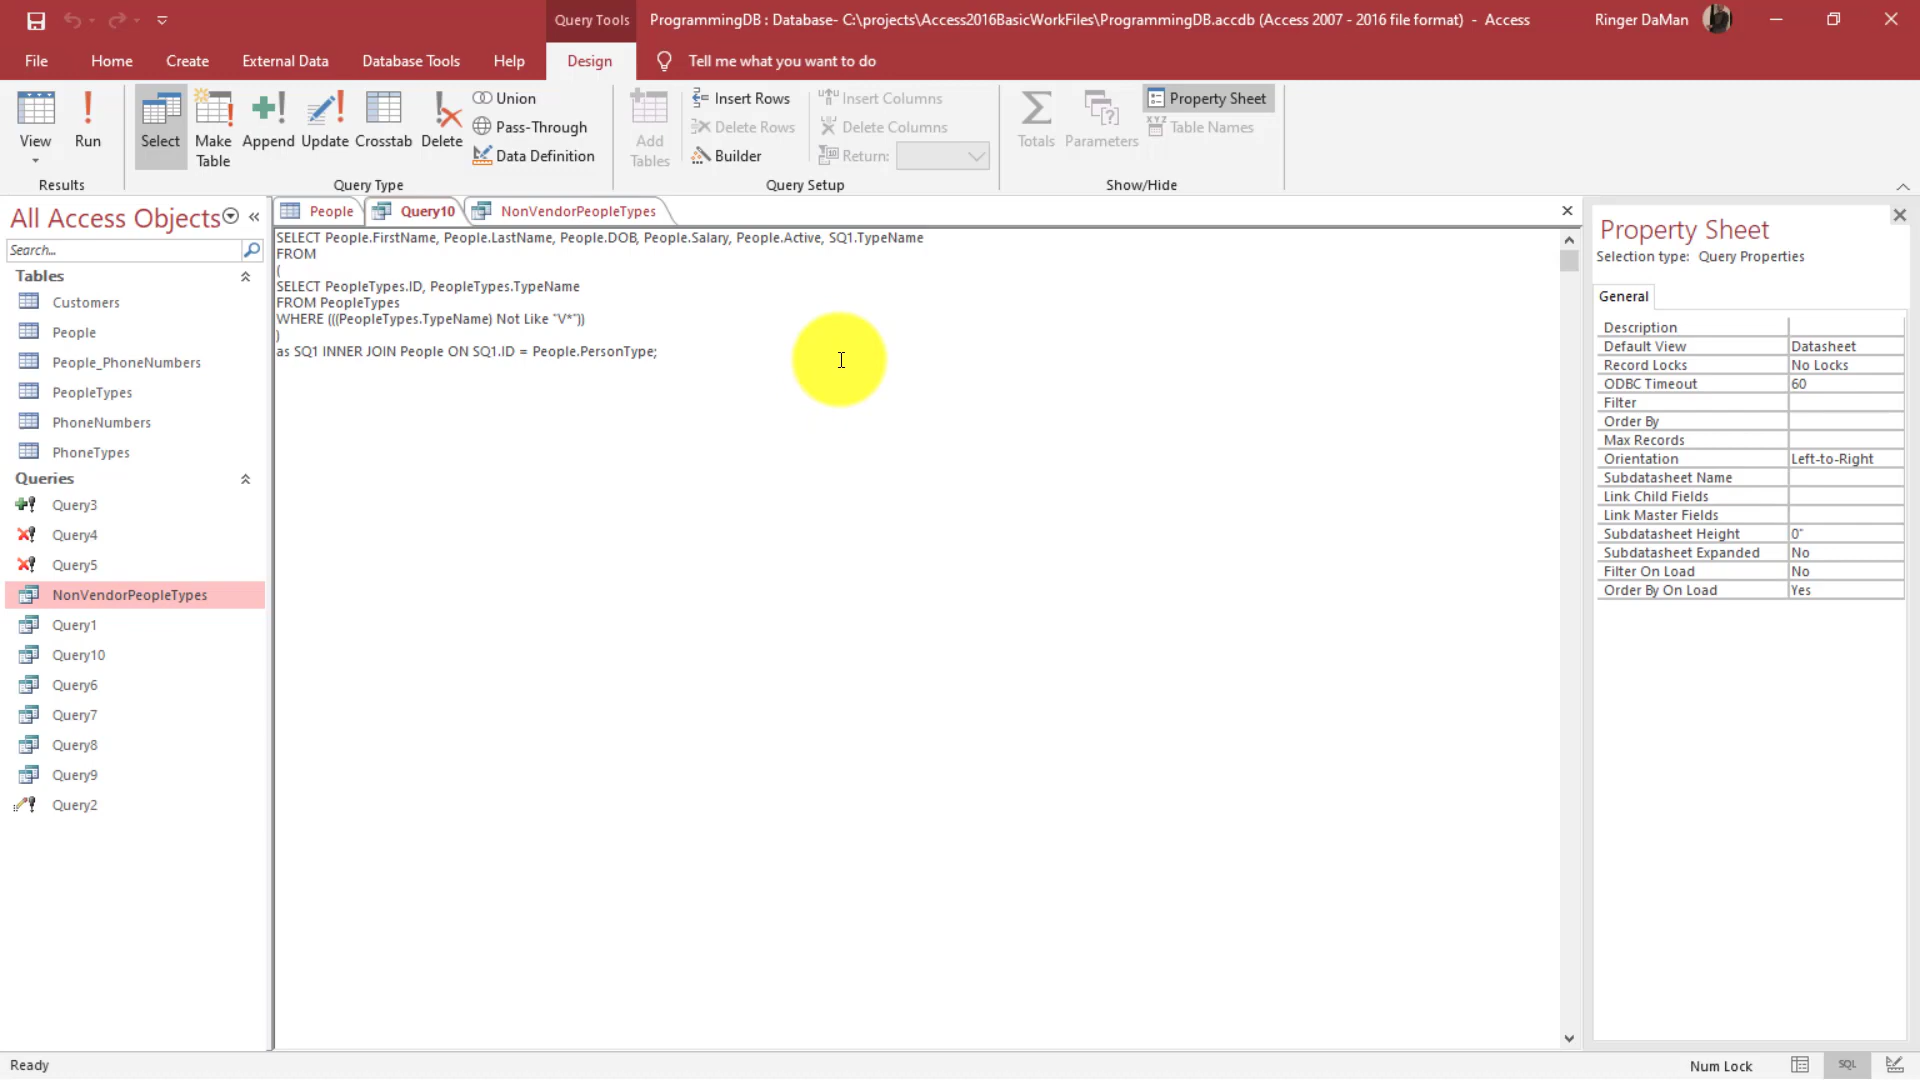 Query Tools
ProgrammingDB : Database- C:\projects\Access2016BasicWorkFiles\ProgrammingDB.accdb (Access 2007 - 2016 file format) - Access
Ringer DaMan
File
Home
Create
External Data
Database Tools
Help
Design
Tell me what you want to do
View
Run
Select
Make Table
Append
Update
Crosstab
Delete
Union
Pass-Through
Data Definition
Add Tables
Insert Rows
Delete Rows
Builder
Insert Columns
Delete Columns
Return:
Totals
Parameters
Property Sheet
XYZ
Table Names
Results
Query Type
Query Setup
Show/Hide
All Access Objects
Search...
Tables
Customers
People
People_PhoneNumbers
PeopleTypes
PhoneNumbers
PhoneTypes
Queries
Query3
Query4
Query5
NonVendorPeopleTypes
Query1
Query10
Query6
Query7
Query8
Query9
Query2
People
Query10
NonVendorPeopleTypes
SELECT People.FirstName, People.LastName, People.DOB, People.Salary, People.Active, SQ1.TypeName
FROM
(
SELECT PeopleTypes.ID, PeopleTypes.TypeName
FROM PeopleTypes
WHERE (((PeopleTypes.TypeName) Not Like "V*"))
)
as SQ1 INNER JOIN People ON SQ1.ID = People.PersonType;
Property Sheet
Selection type: Query Properties
General
Description
Default View Datasheet
Record Locks No Locks
ODBC Timeout 60
Filter
Order By
Max Records
Orientation Left-to-Right
Subdatasheet Name
Link Child Fields
Link Master Fields
Subdatasheet Height 0"
Subdatasheet Expanded No
Filter On Load No
Order By On Load Yes
Ready
Num Lock
SQL